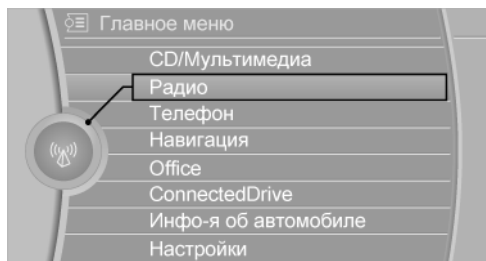 Главное меню
CD/Мультимедиа
Радио
Телефон
Навигация
Office
ConnectedDrive
Инфо-я об автомобиле
Настройки